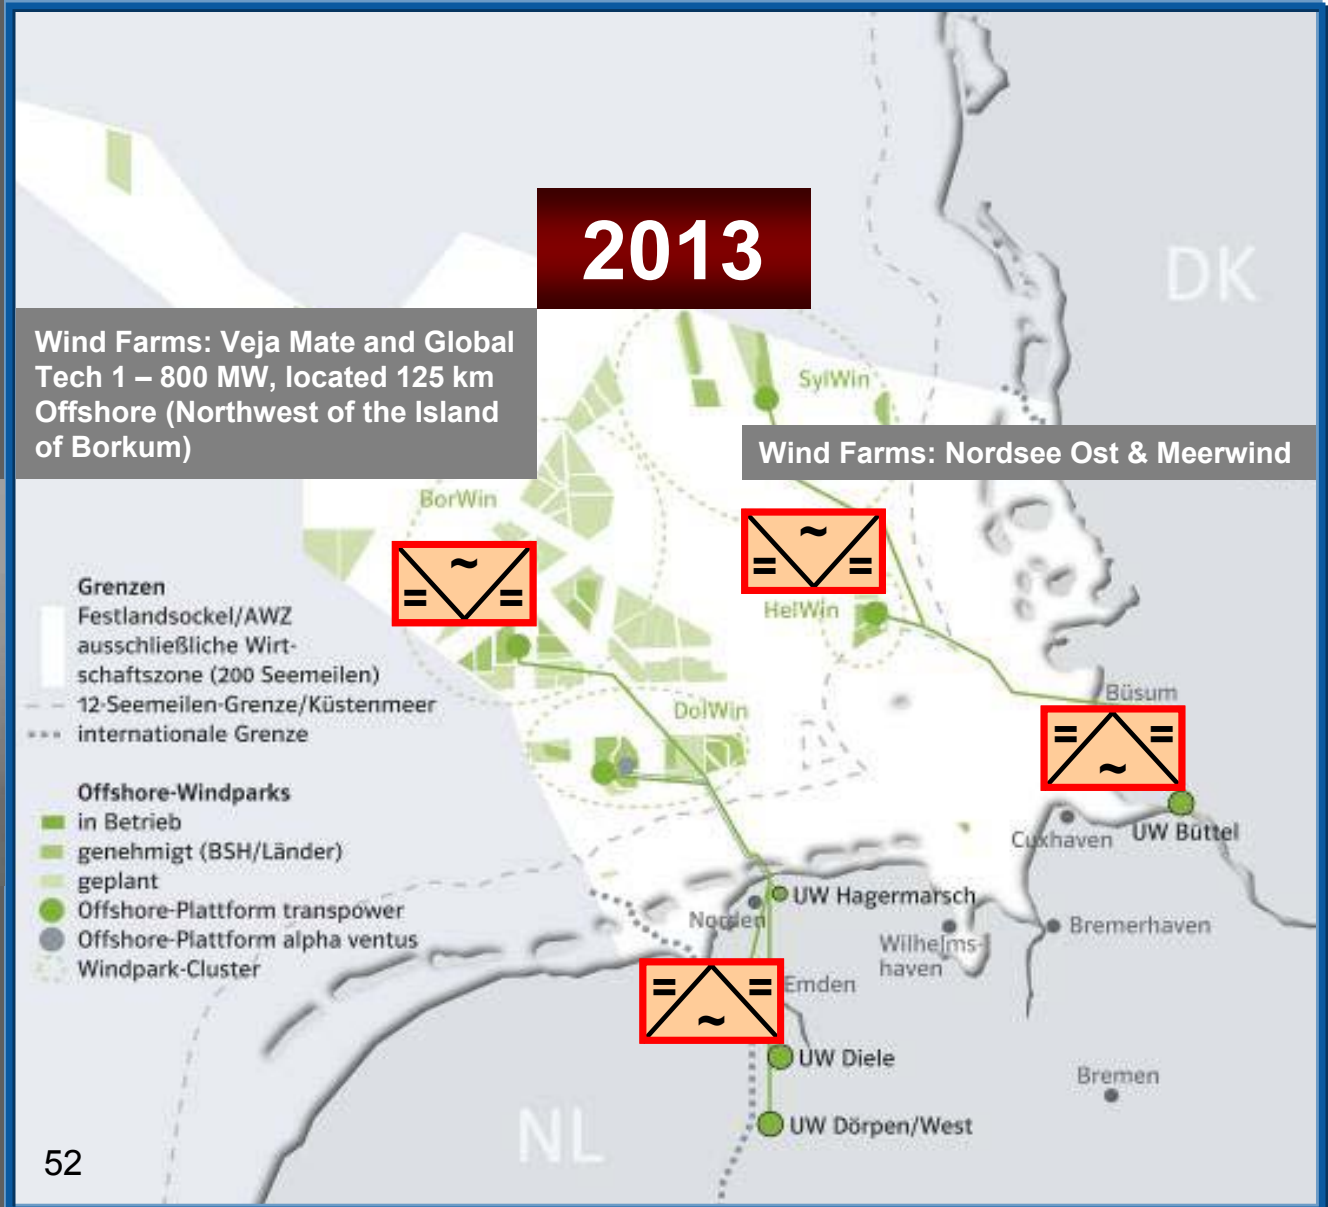 2013
DK
Wind Farms: Veja Mate and Global
Tech 1 – 800 MW, located 125 km
Offshore (Northwest of the Island
of Borkum)
SylWin
Wind Farms: Nordsee Ost & Meerwind
BorWin
~
= =
~
= =
HelWin
Grenzen
Festlandsockel/AWZ
ausschließliche Wirt-
schaftszone (200 Seemeilen)
12-Seemeilen-Grenze/Küstenmeer
internationale Grenze
DolWin
Büsum
= =
~
Offshore-Windparks
in Betrieb
genehmigt (BSH/Länder)
geplant
Offshore-Plattform transpower
Offshore-Plattform alpha ventus
Windpark-Cluster
Cuxhaven
UW Büttel
UW Hagermarsch
Norden
Wilhelms-
haven
Bremerhaven
= =
~
Emden
UW Diele
Bremen
NL
UW Dörpen/West
52